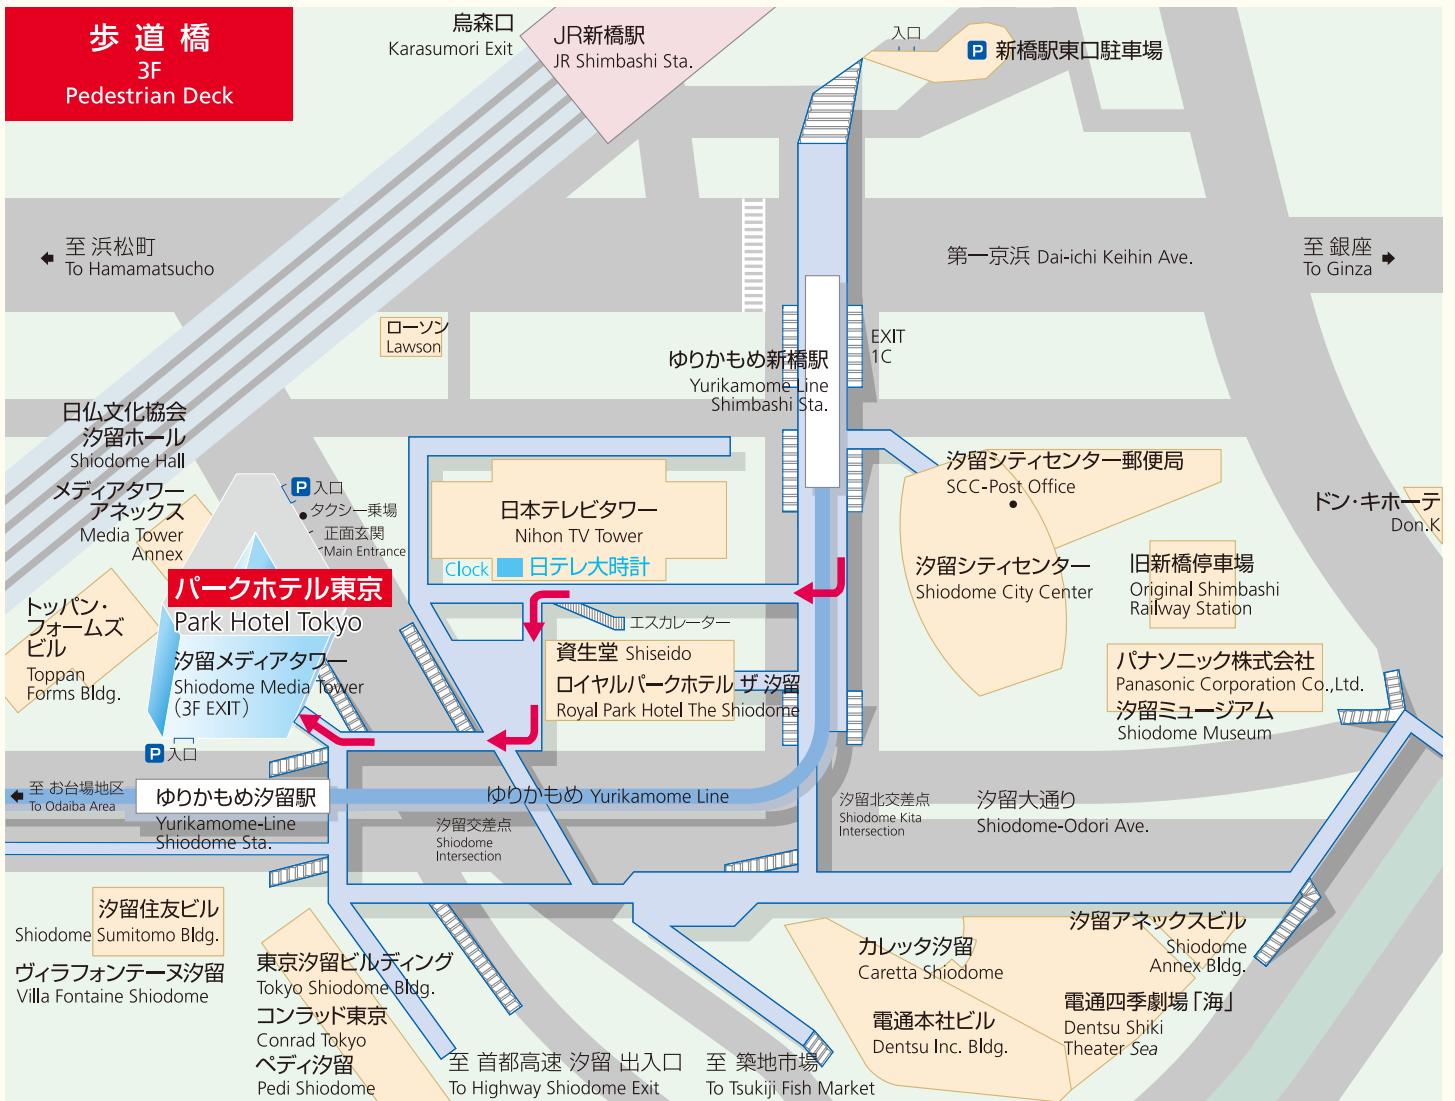 歩道橋
3F
Pedestrian Deck
烏森口
Karasumori Exit
JR新橋駅
JR Shimbashi Sta.
入口
P 新橋駅東口駐車場
至 浜松町
To Hamamatsucho
第一京浜 Dai-ichi Keihin Ave.
至 銀座
To Ginza
ローソン
Lawson
EXIT
1C
ゆりかもめ新橋駅
Yurikamome Line
Shimbashi Sta.
日仏文化協会
汐留ホール
Shiodome Hall
メディアタワー
アネックス
Media Tower
Annex
P 入口
タクシー乗場
正面玄関
Main Entrance
日本テレビタワー
Nihon TV Tower
Clock 日テレ大時計
汐留シティセンター郵便局
SCC-Post Office
ドン・キホーテ
Don.K
汐留シティセンター
Shiodome City Center
旧新橋停車場
Original Shimbashi
Railway Station
パークホテル東京
Park Hotel Tokyo
トッパン・
フォームズ
ビル
Toppan
Forms Bldg.
汐留メディアタワー
Shiodome Media Tower
(3F EXIT)
エスカレーター
資生堂 Shiseido
ロイヤルパークホテル ザ 汐留
Royal Park Hotel The Shiodome
パナソニック株式会社
Panasonic Corporation Co.,Ltd.
汐留ミュージアム
Shiodome Museum
P 入口
至 お台場地区
To Odaiba Area
ゆりかもめ汐留駅
Yurikamome-Line
Shiodome Sta.
ゆりかもめ Yurikamome Line
汐留交差点
Shiodome
Intersection
汐留北交差点
Shiodome Kita
Intersection
汐留大通り
Shiodome-Odori Ave.
汐留住友ビル
Shiodome Sumitomo Bldg.
ヴィラフォンテーヌ汐留
Villa Fontaine Shiodome
東京汐留ビルディング
Tokyo Shiodome Bldg.
コンラッド東京
Conrad Tokyo
ペディ汐留
Pedi Shiodome
至 首都高速 汐留 出入口
To Highway Shiodome Exit
至 築地市場
To Tsukiji Fish Market
カレッタ汐留
Caretta Shiodome
電通本社ビル
Dentsu Inc. Bldg.
汐留アネックスビル
Shiodome
Annex Bldg.
電通四季劇場「海」
Dentsu Shiki
Theater Sea